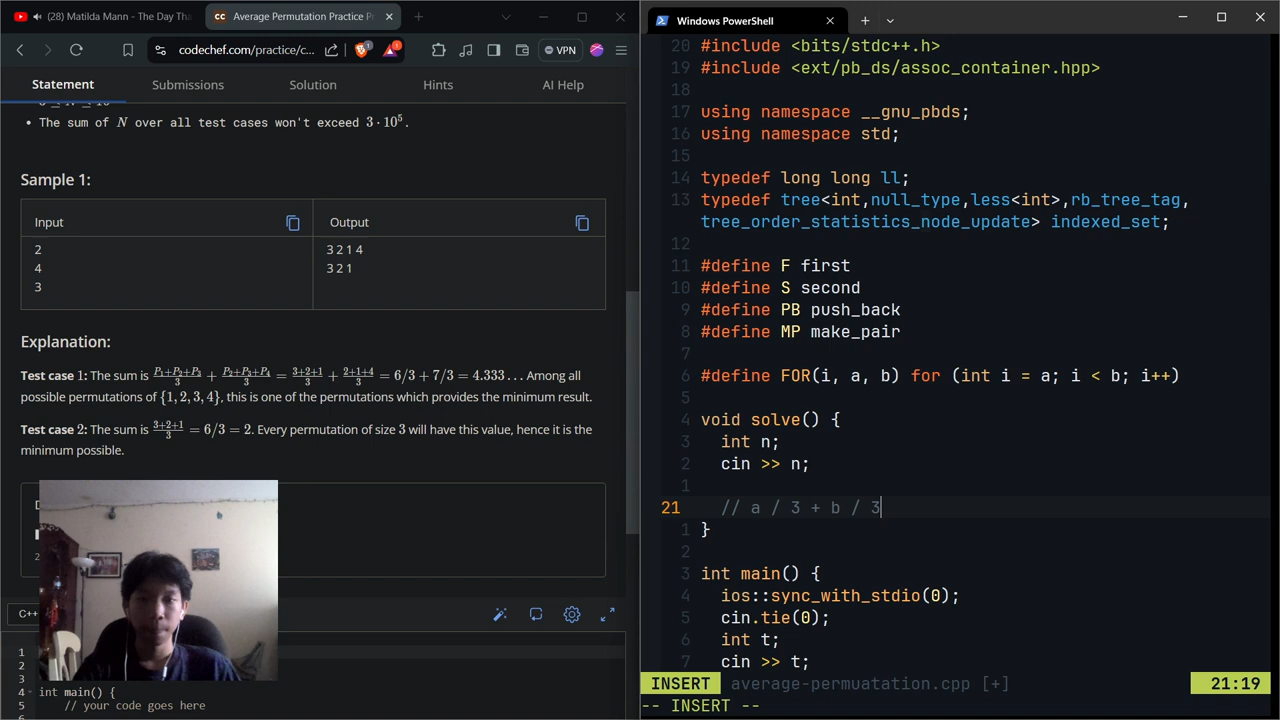 (28) Matilda Mann - The Day Tha
Average Permutation Practice P
codechef.com/practice/c...
1
1
VPN
Statement
Submissions
Solution
Hints
AI Help
• The sum of N over all test cases won't exceed 3 · 10⁵.
Sample 1:
Input
Output
2
4
3
3 2 1 4
3 2 1
Explanation:
Test case 1: The sum is (P₁+P₂+P₃)/3 + (P₂+P₃+P₄)/3 = (3+2+1)/3 + (2+1+4)/3 = 6/3 + 7/3 = 4.333... Among all
possible permutations of {1, 2, 3, 4}, this is one of the permutations which provides the minimum result.
Test case 2: The sum is (3+2+1)/3 = 6/3 = 2. Every permutation of size 3 will have this value, hence it is the
minimum possible.
C++
1
2
3
4 int main() {
5 // your code goes here
6
Windows PowerShell
20 #include <bits/stdc++.h>
19 #include <ext/pb_ds/assoc_container.hpp>
18
17 using namespace __gnu_pbds;
16 using namespace std;
15
14 typedef long long ll;
13 typedef tree<int,null_type,less<int>,rb_tree_tag,
tree_order_statistics_node_update> indexed_set;
12
11 #define F first
10 #define S second
9 #define PB push_back
8 #define MP make_pair
7
6 #define FOR(i, a, b) for (int i = a; i < b; i++)
5
4 void solve() {
3 int n;
2 cin >> n;
1
21 // a / 3 + b / 3
1 }
2
3 int main() {
4 ios::sync_with_stdio(0);
5 cin.tie(0);
6 int t;
7 cin >> t;
INSERT average-permuatation.cpp [+] 21:19
-- INSERT --